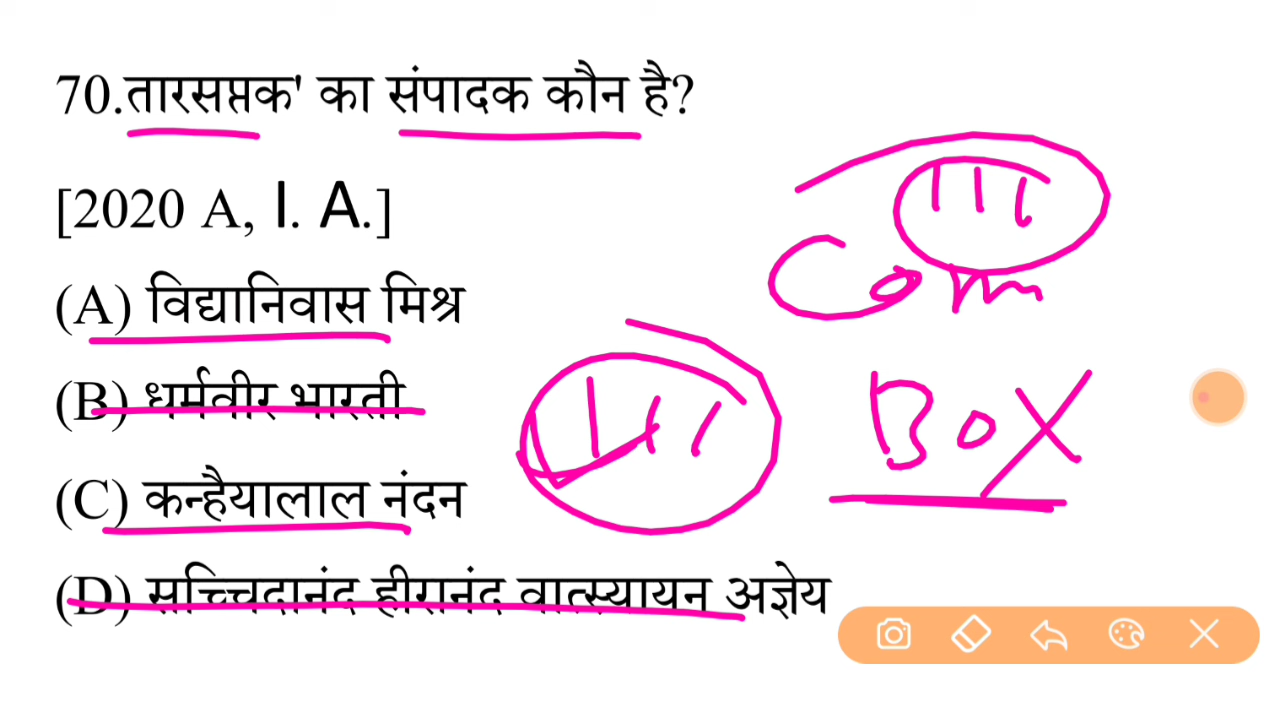 70.तारसप्तक' का संपादक कौन है?
[2020 A, I. A.]
(A) विद्यानिवास मिश्र
(B) धर्मवीर भारती
(C) कन्हैयालाल नंदन
(D) सच्चिदानंद हीरानंद वात्स्यायन अज्ञेय
Com
Box